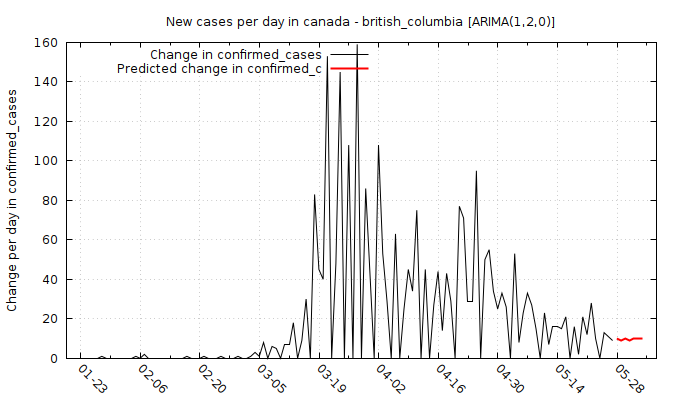 New cases per day in canada - british_columbia [ARIMA(1,2,0)]
Change in confirmed_cases
Predicted change in confirmed_c
Change per day in confirmed_cases
160
140
120
100
80
60
40
20
0
01-23 02-06 02-20 03-05 03-19 04-02 04-16 04-30 05-14 05-28